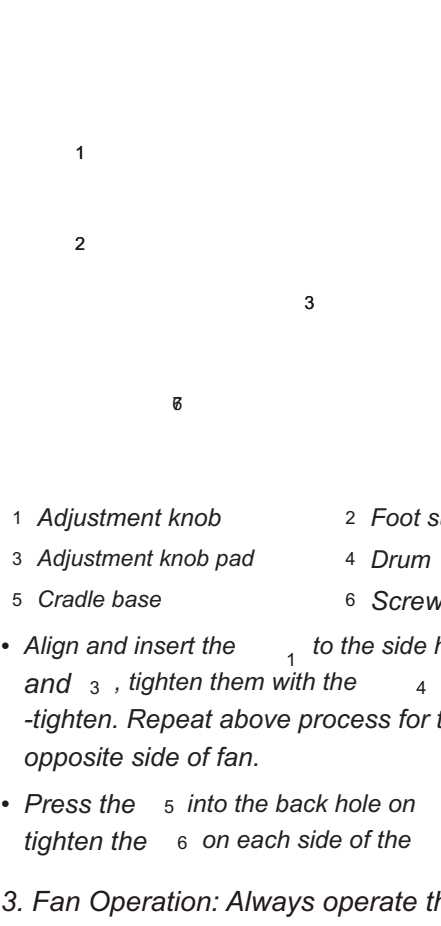 1
2
3
1 Adjustment knob 2 Foot s
3 Adjustment knob pad 4 Drum
5 Cradle base 6 Screw
• Align and insert the 1 to the side
and 3 , tighten them with the 4
-tighten. Repeat above process for
opposite side of fan.
• Press the 5 into the back hole on
tighten the 6 on each side of the
3. Fan Operation: Always operate